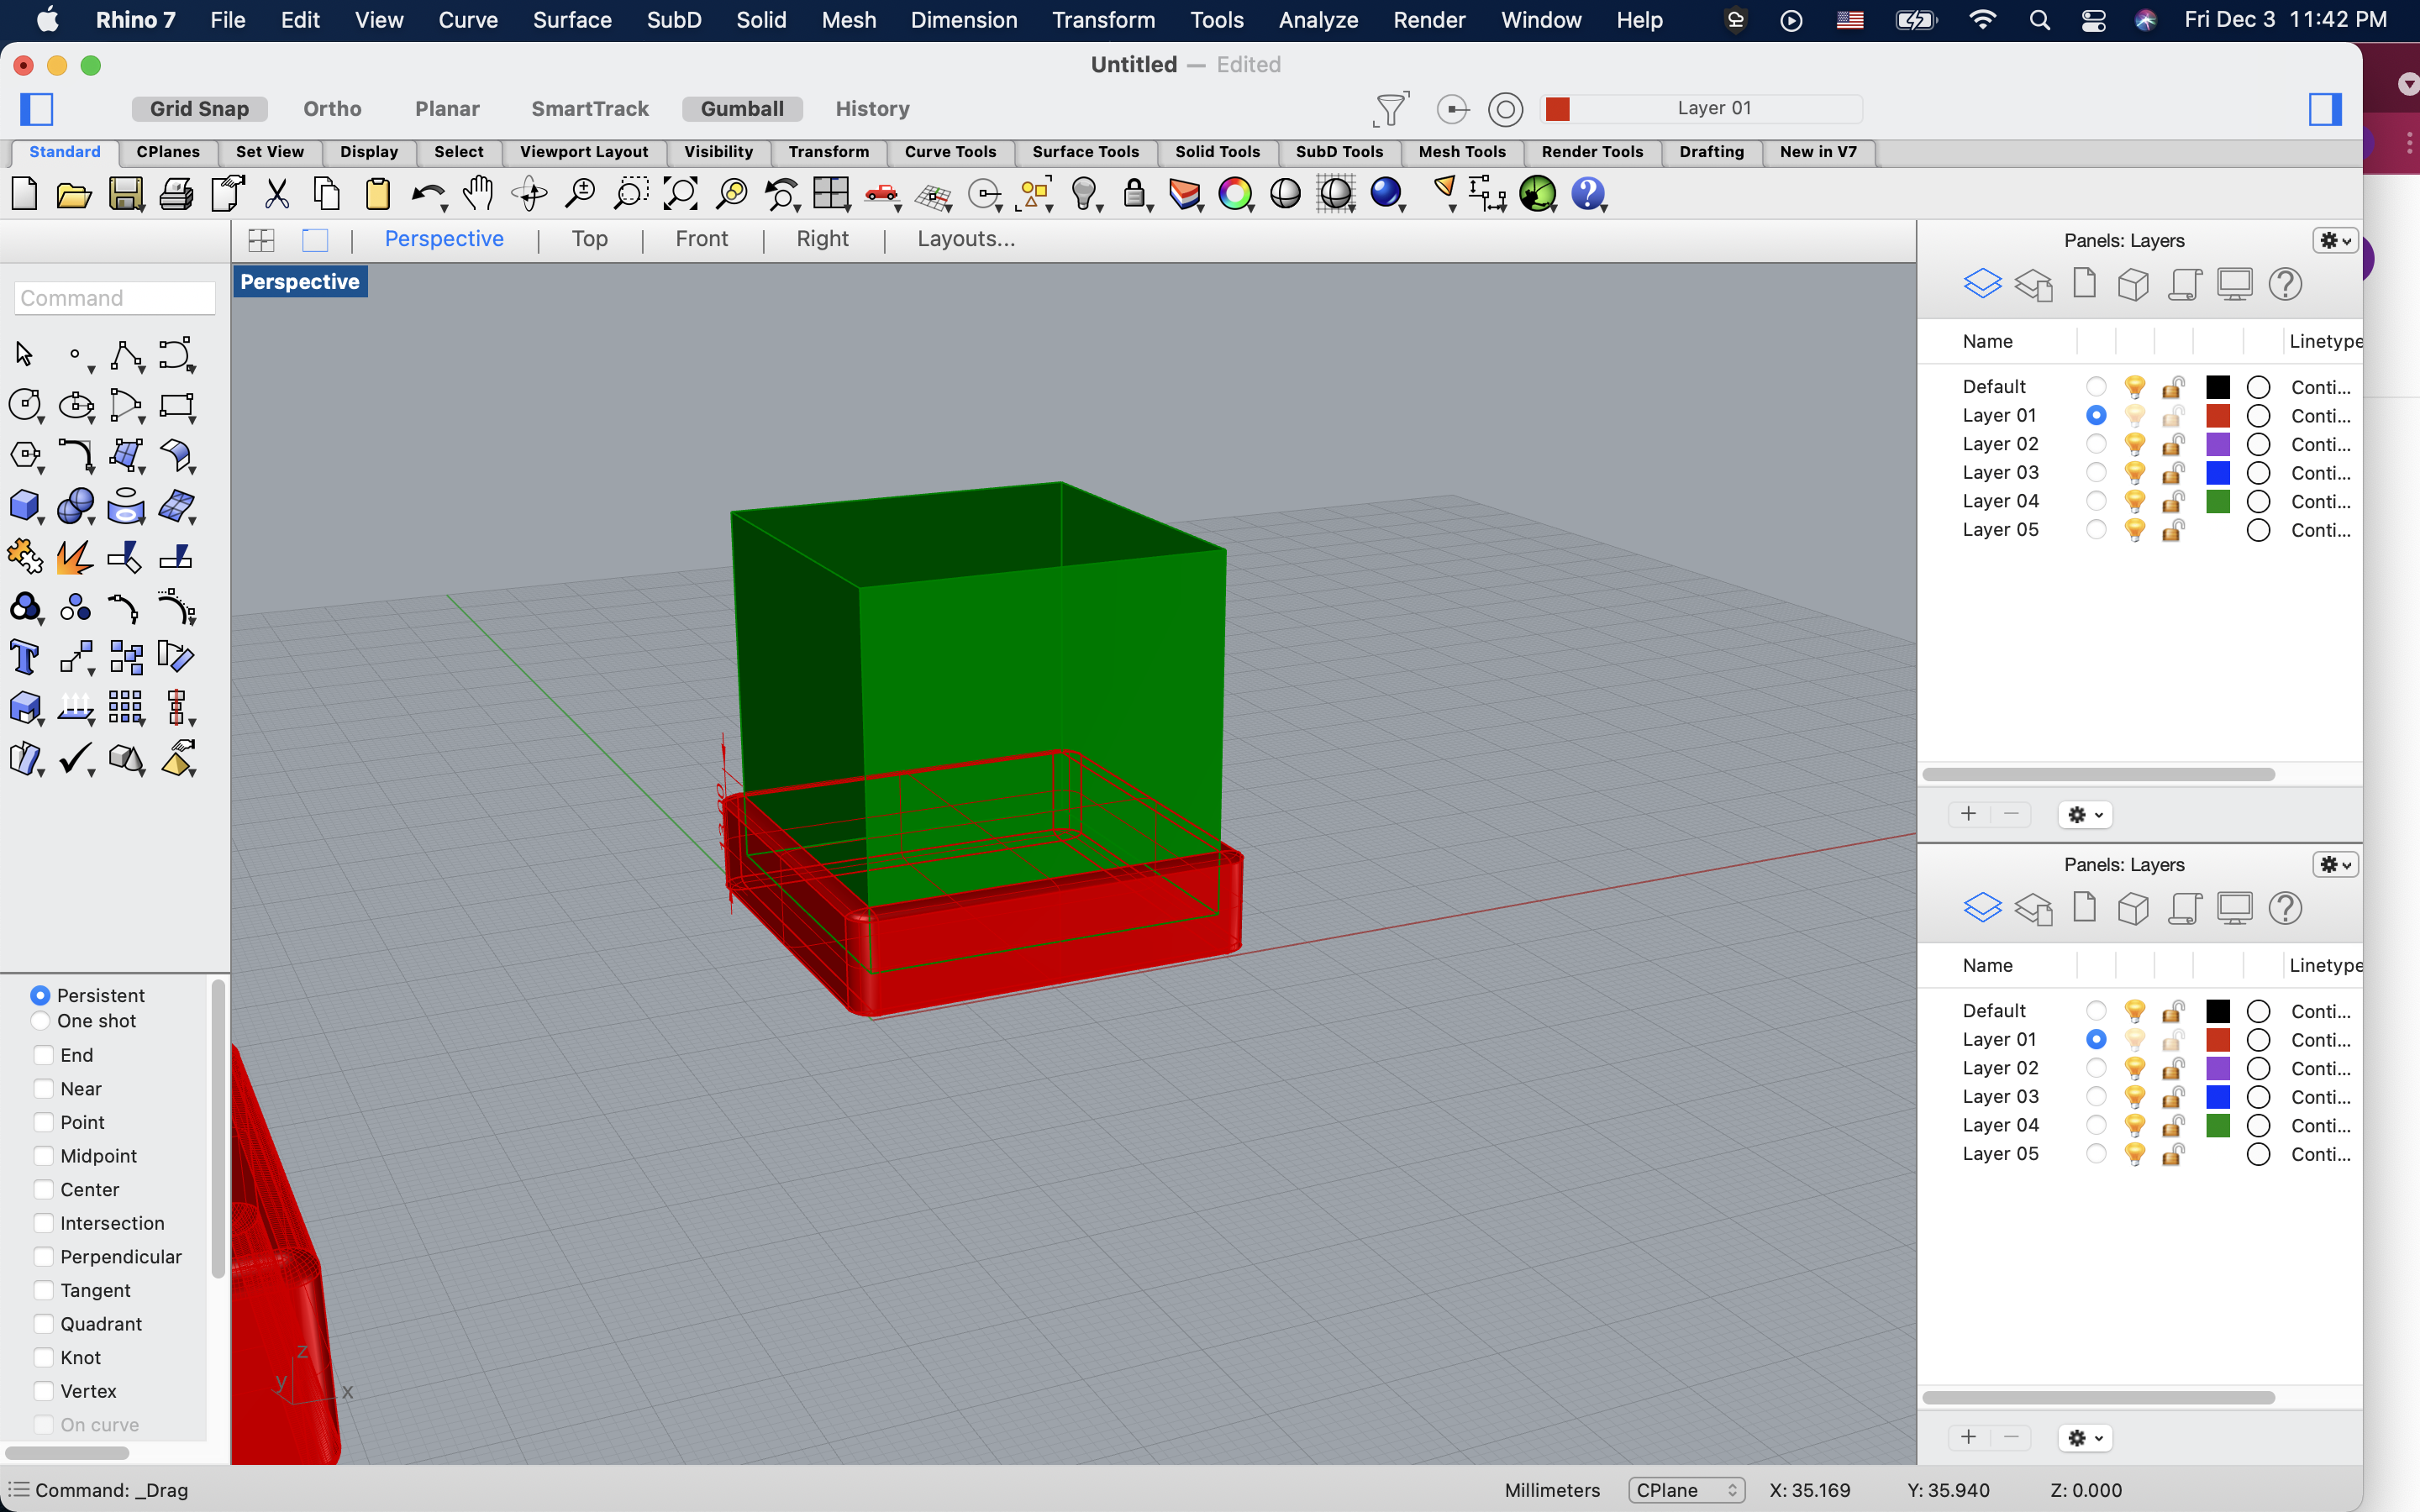 Rhino 7 File Edit View Curve Surface SubD Solid Mesh Dimension Transform Tools Analyze Render Window Help Fri Dec 3 11:42 PM
Untitled — Edited
Grid Snap Ortho Planar SmartTrack Gumball History Layer 01
Standard CPlanes Set View Display Select Viewport Layout Visibility Transform Curve Tools Surface Tools Solid Tools SubD Tools Mesh Tools Render Tools Drafting New in V7
Perspective | Top | Front | Right | Layouts...
Perspective
Command
Panels: Layers
Name Linetype
Default Conti...
Layer 01 Conti...
Layer 02 Conti...
Layer 03 Conti...
Layer 04 Conti...
Layer 05 Conti...
Panels: Layers
Name Linetype
Default Conti...
Layer 01 Conti...
Layer 02 Conti...
Layer 03 Conti...
Layer 04 Conti...
Layer 05 Conti...
Persistent
One shot
End
Near
Point
Midpoint
Center
Intersection
Perpendicular
Tangent
Quadrant
Knot
Vertex
On curve
z
y
x
Command: _Drag
Millimeters CPlane X: 35.169 Y: 35.940 Z: 0.000